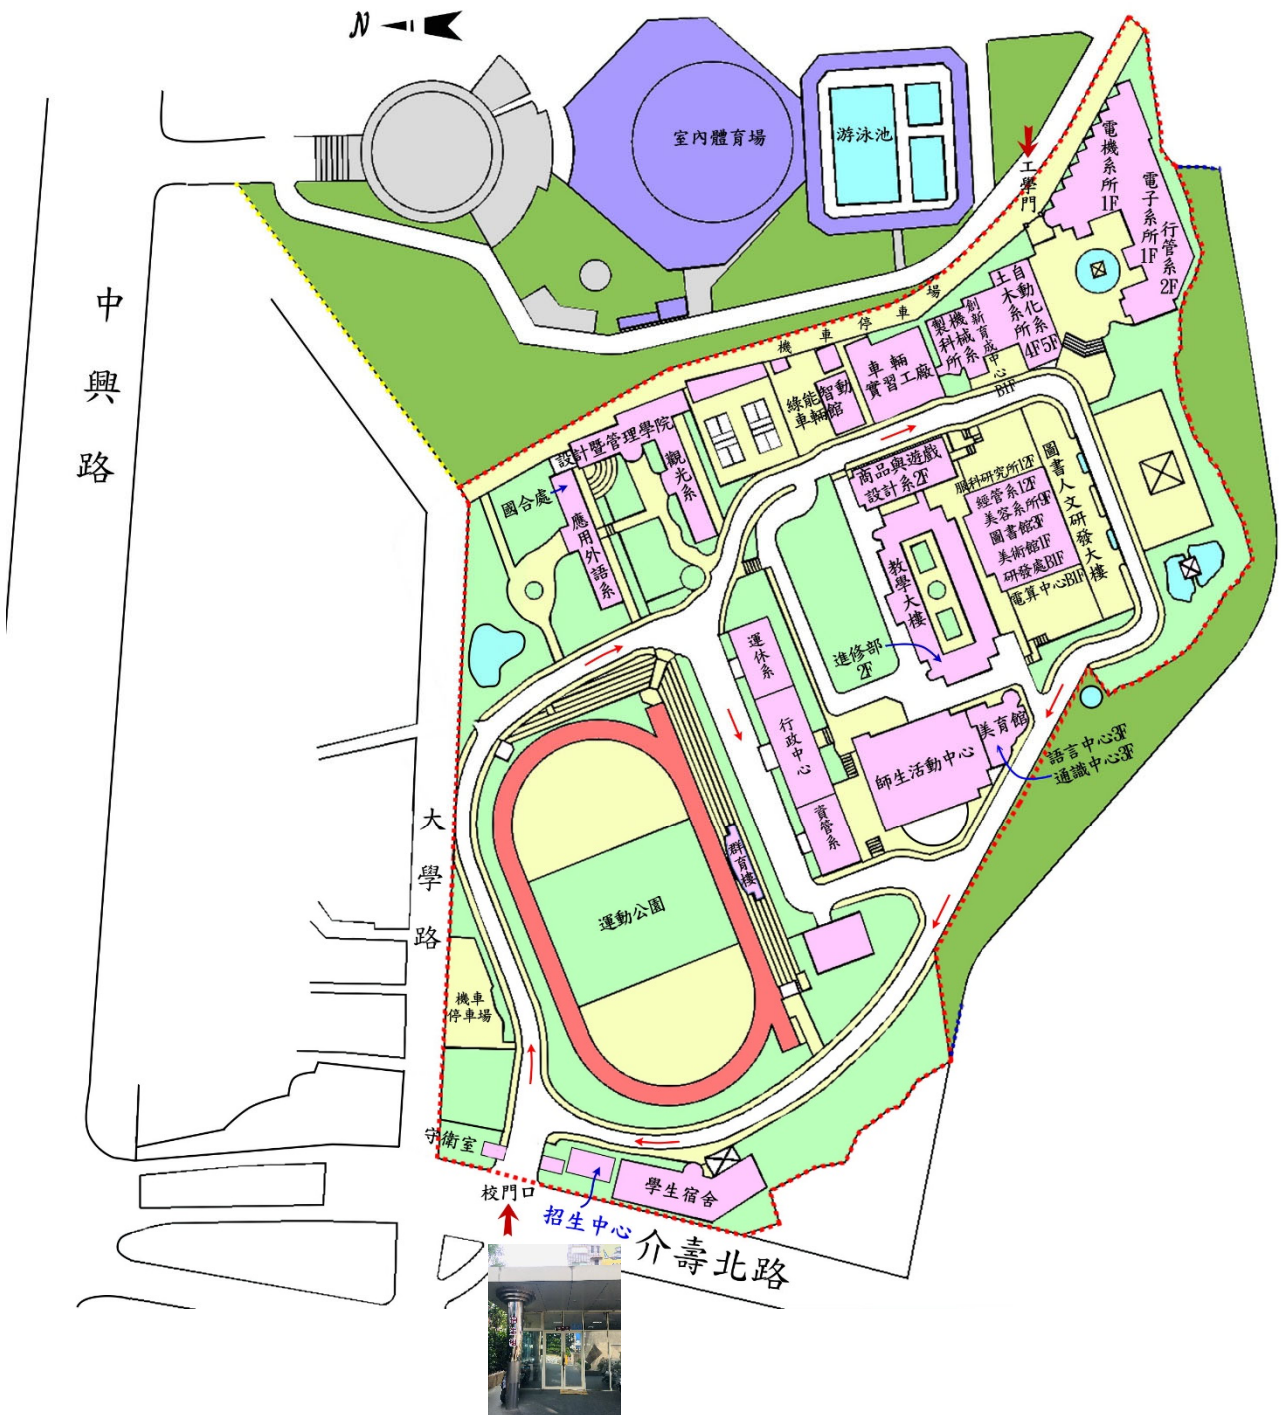 N
室內體育場
游泳池
工學門
電機系所1F
電子系所1F
行管系2F
中興路
機車停車場
自動化系所5F
土木系所4F
創新育成中心B1F
機械系
製科所
車輛
實習工廠
智動館
綠能車輛
設計暨管理學院
觀光系
國合處
應用外語系
商品與遊戲
設計系2F
腦科研究所12F
經管系12F
美容系所9F
圖書館3F
美術館1F
研發處B1F
電算中心B1F
圖書人文研發大樓
教學大樓
進修部
2F
運休系
行政中心
資管系
師生活動中心
美育館
語言中心3F
通識中心3F
大學路
群育樓
運動公園
機車
停車場
守衛室
校門口
招生中心
學生宿舍
介壽北路